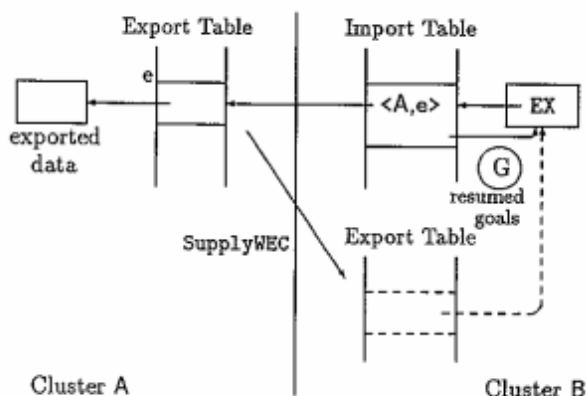 Export Table
Import Table
e
<A,e>
EX
exported
data
G
resumed
goals
SupplyWEC
Export Table
Cluster A
Cluster B